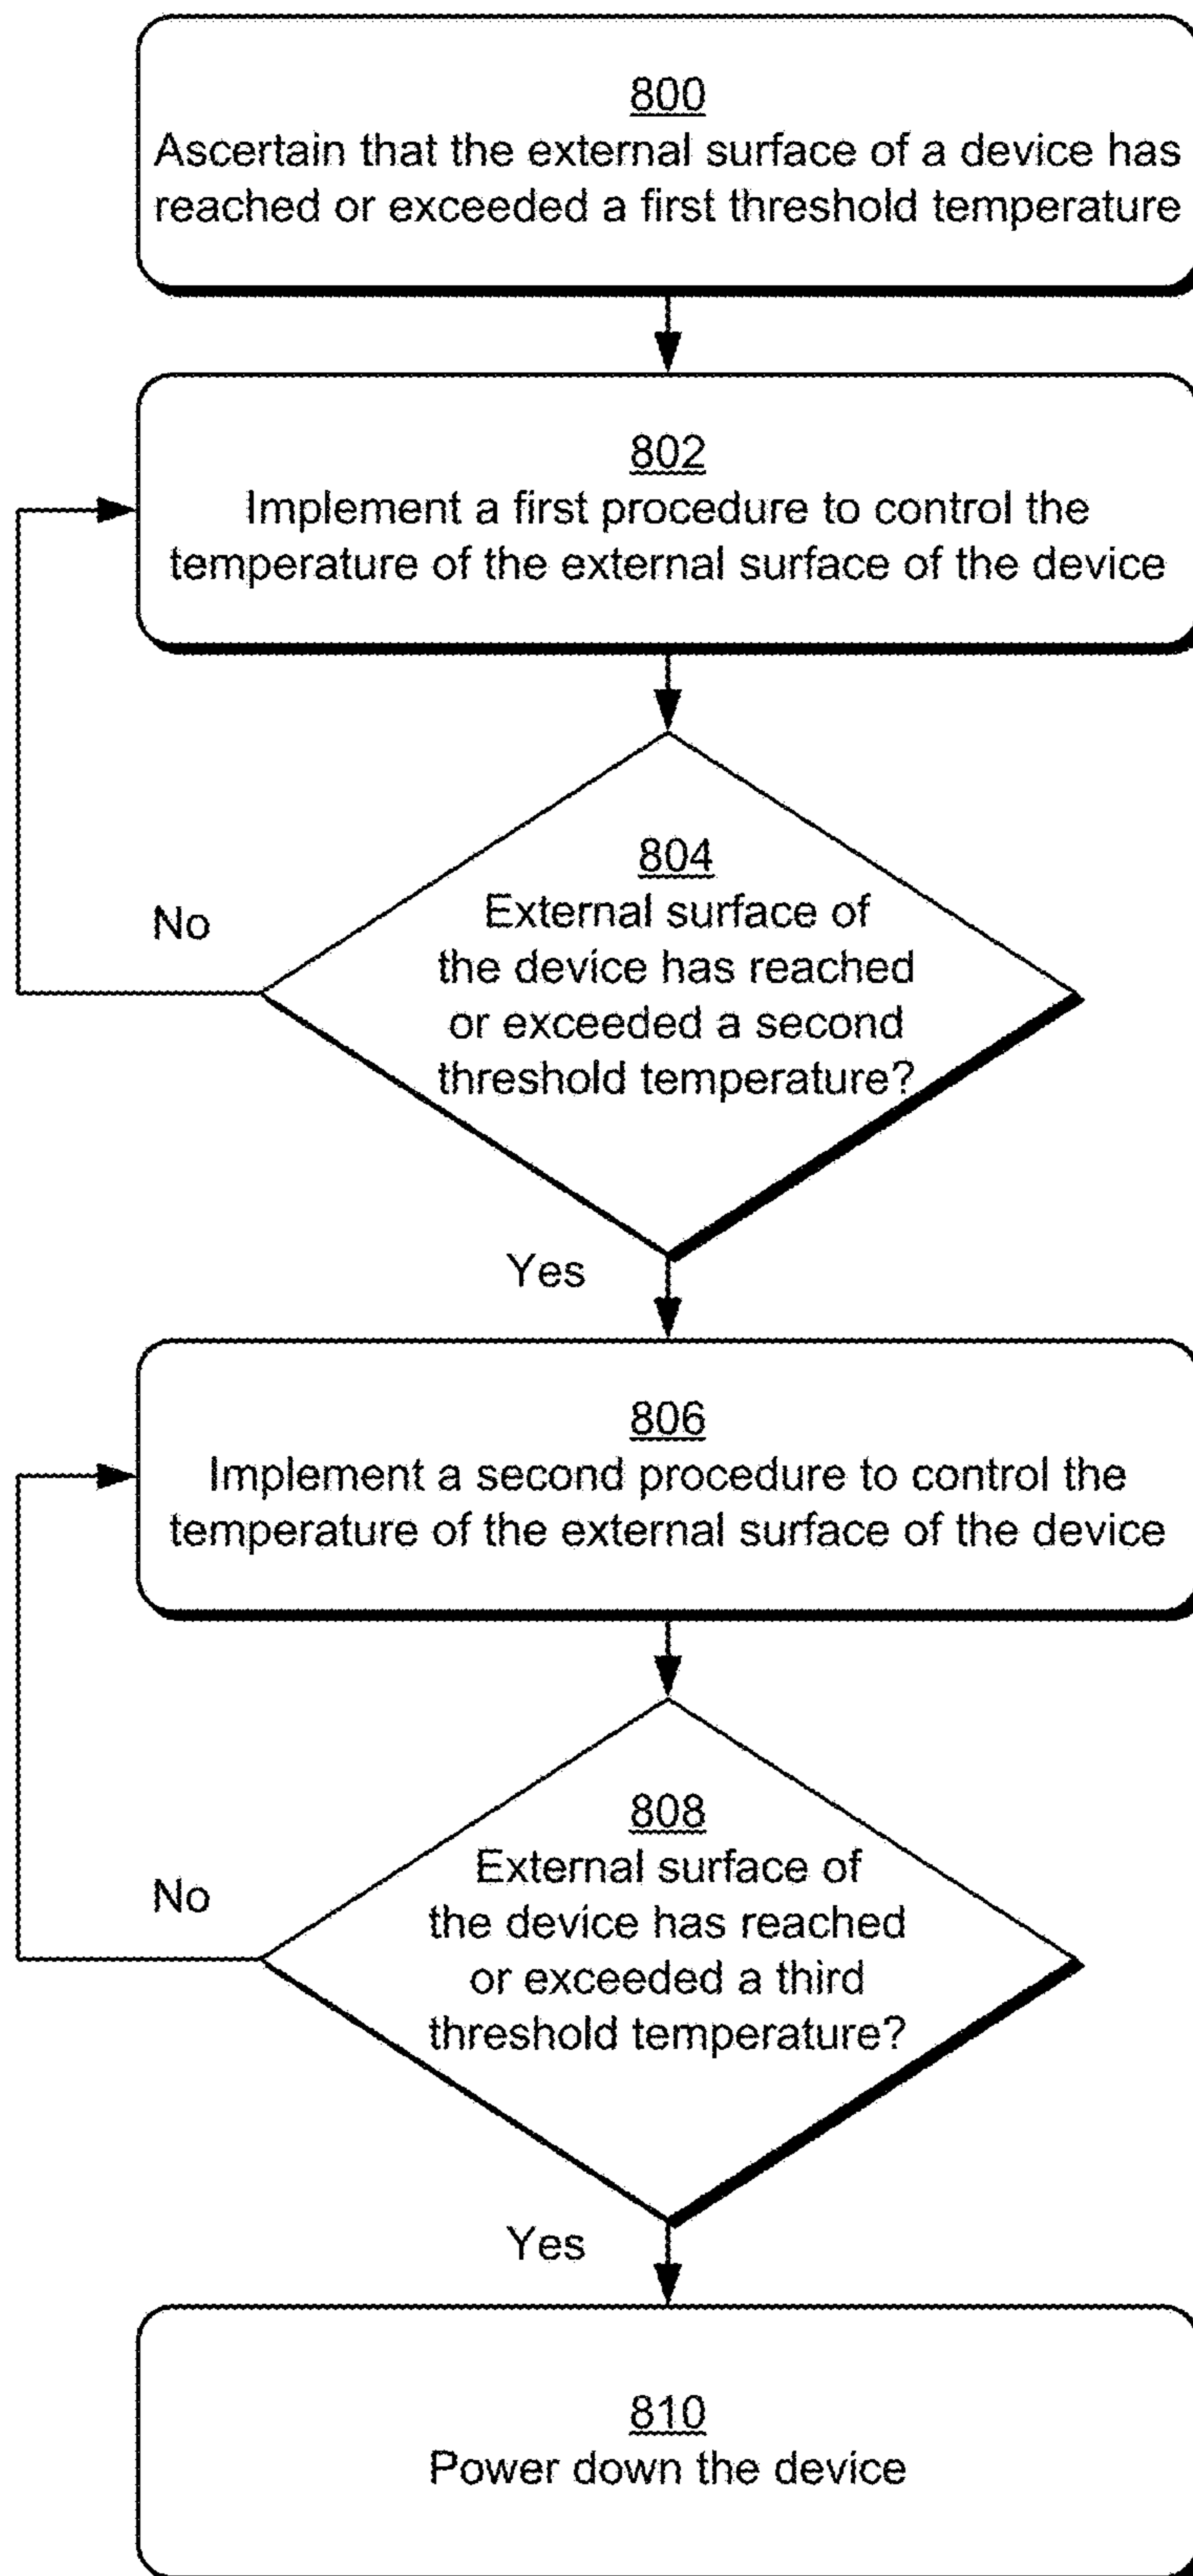 800
Ascertain that the external surface of a device has
reached or exceeded a first threshold temperature
802
Implement a first procedure to control the
temperature of the external surface of the device
804
External surface of
the device has reached
or exceeded a second
threshold temperature?
No
Yes
806
Implement a second procedure to control the
temperature of the external surface of the device
808
External surface of
the device has reached
or exceeded a third
threshold temperature?
No
Yes
810
Power down the device